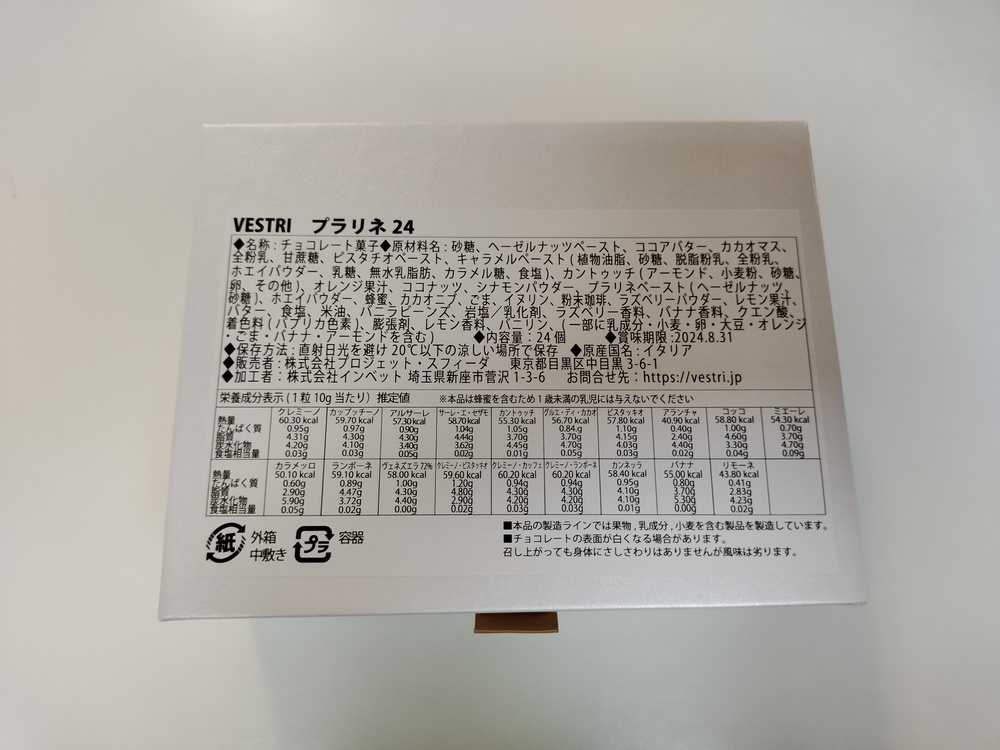 VESTRI プラリネ 24
◆名称 : チョコレート菓子◆原材料名 : 砂糖、ヘーゼルナッツペースト、ココアバター、カカオマス、
全粉乳、甘蔗糖、ピスタチオペースト、キャラメルペースト ( 植物油脂、砂糖、脱脂粉乳、全粉乳、
ホエイパウダー、乳糖、無水乳脂肪、カラメル糖、食塩 )、カントゥッチ ( アーモンド、小麦粉、砂糖、
卵、その他 )、オレンジ果汁、ココナッツ、シナモンパウダー、プラリネペースト ( ヘーゼルナッツ、
砂糖 )、ホエイパウダー、蜂蜜、カカオニブ、ごま、イヌリン、粉末珈琲、ラズベリーパウダー、レモン果汁、
バター、食塩、米油、バニラビーンズ、岩塩／乳化剤、ラズベリー香料、バナナ香料、クエン酸、
着色料 ( パプリカ色素 )、膨張剤、レモン香料、バニリン、( 一部に乳成分・小麦・卵・大豆・オレンジ
・ごま・バナナ・アーモンドを含む ) ◆内容量 : 24 個 ◆賞味期限 :2024.8.31
◆保存方法 : 直射日光を避け 20℃以下の涼しい場所で保存 ◆原産国名 : イタリア
◆販売者 : 株式会社プロジェット・スフィーダ 東京都目黒区中目黒 3-6-1
◆加工者 : 株式会社インベット 埼玉県新座市菅沢 1-3-6 お問合せ先 : https://vestri.jp
栄養成分表示 ( 1 粒 10g 当たり ) 推定値 ※本品は蜂蜜を含むため 1 歳未満の乳児には与えないでください
クレミーノ カップッチーノ アルサーレ サーレ・エ・セザモ カントゥッチ グルエ・ディ・カカオ ピスタッキオ アランチャ コッコ ミエーレ
熱量 60.30 kcal 59.70 kcal 57.30 kcal 58.70 kcal 55.30 kcal 56.70 kcal 57.80 kcal 40.90 kcal 58.80 kcal 54.30 kcal
たんぱく質 0.95g 0.97g 0.90g 1.04g 1.05g 0.84.g 1.10g 0.40g 1.00g 0.70g
脂質 4.31g 4.30g 4.30g 4.44g 3.70g 3.70g 4.15g 2.40g 4.60g 3.70g
炭水化物 4.20g 4.10g 3.40g 3.62g 4.45g 4.70g 4.03g 4.40g 3.30g 4.70g
食塩相当量 0.03g 0.02g 0.05g 0.02g 0.01g 0.05g 0.03g 0.02g 0.04g 0.09g
カラメッロ ランポーネ ヴェネズエラ 72% クレミーノ・ピスタッキオ クレミーノ・カッフェ クレミーノ・ランポーネ カンネッラ バナナ リモーネ
熱量 50.10 kcal 59.10 kcal 58.00 kcal 59.60 kcal 60.20 kcal 60.20 kcal 58.40 kcal 55.00 kcal 43.80 kcal
たんぱく質 0.60g 0.89g 1.00g 1.20g 0.94g 0.94g 0.95g 0.80g 0.41g
脂質 2.90g 4.47g 4.30g 4.80g 4.30g 4.30g 4.10g 3.70g 2.83g
炭水化物 5.90g 3.72g 4.40g 2.90g 4.20g 4.20g 4.10g 5.30g 4.23g
食塩相当量 0.05g 0.02g 0.00g 0.02g 0.03g 0.03g 0.01g 0.00g 0.02g
紙 外箱 プラ 容器
中敷き
■本品の製造ラインでは果物 , 乳成分 , 小麦を含む製品を製造しています。
■チョコレートの表面が白くなる場合があります。
召し上がっても身体にさしさわりはありませんが風味は劣ります。